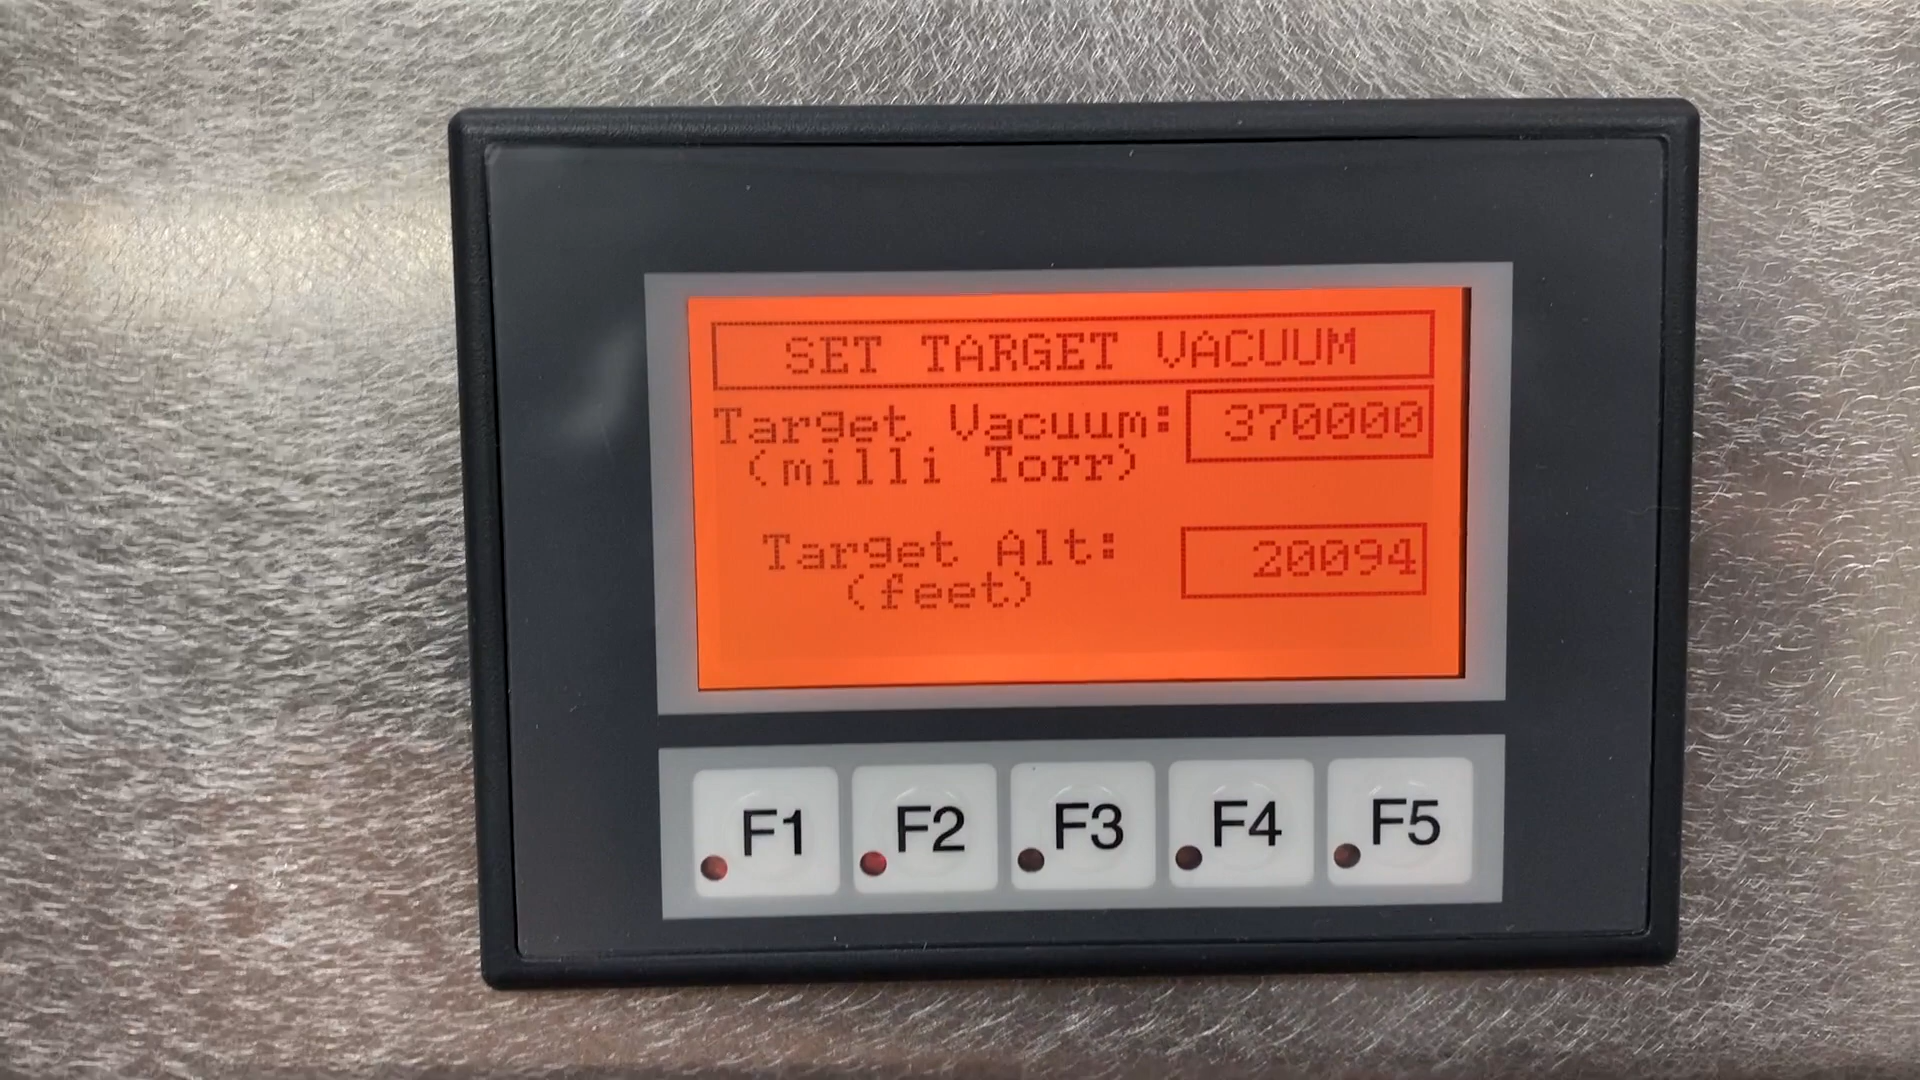 SET TARGET VACUUM
Target Vacuum: 370000
(milli Torr)
Target Alt: 20094
(feet)
F1 F2 F3 F4 F5